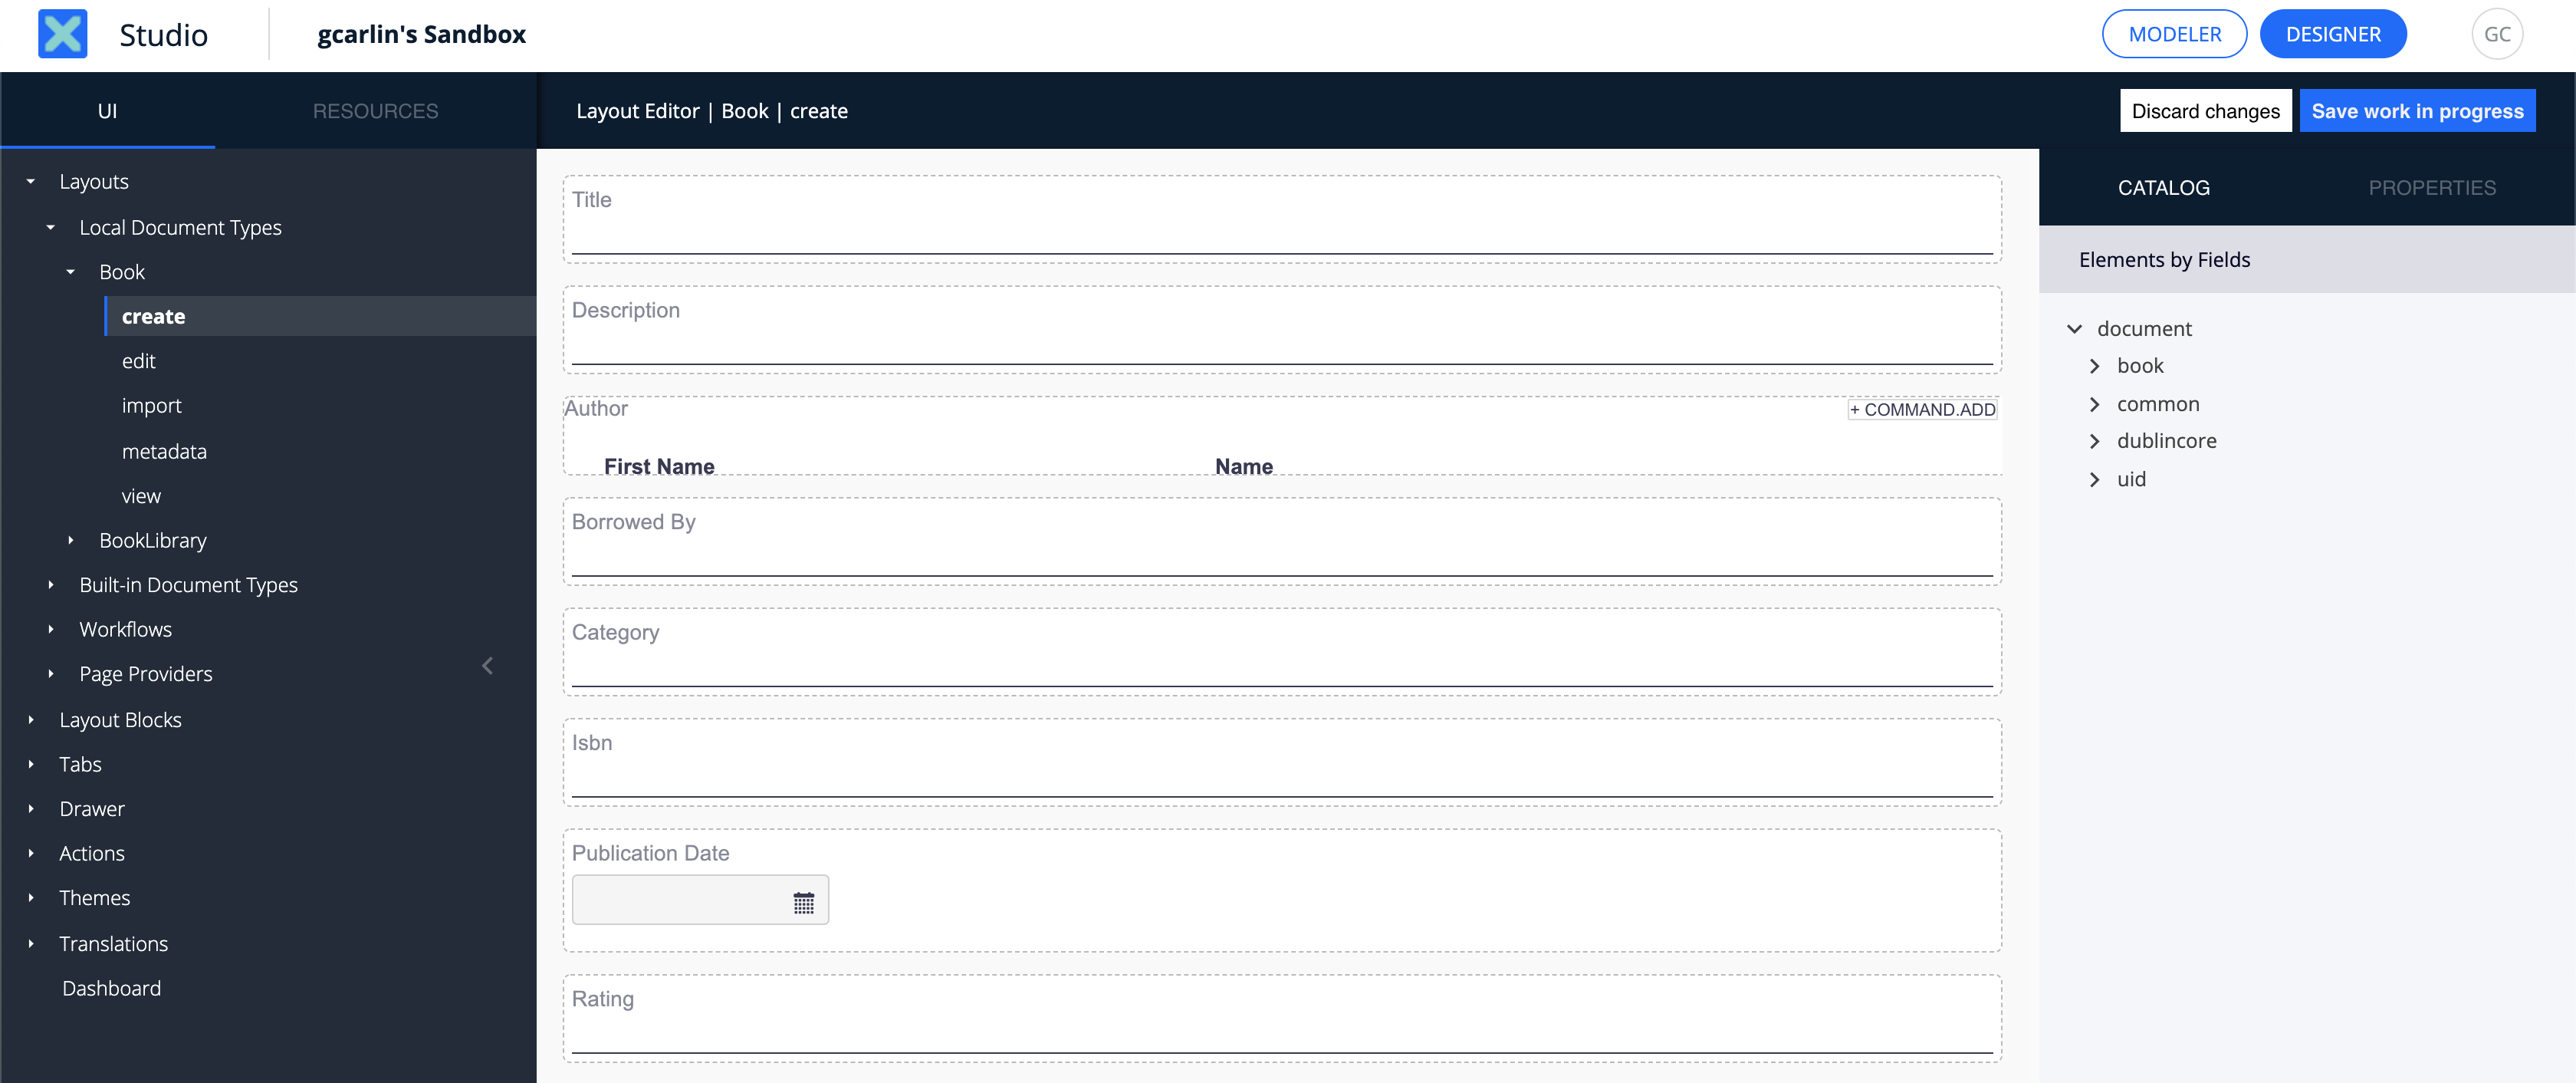 Studio
gcarlin's Sandbox
MODELER
DESIGNER
GC
UI
RESOURCES
Layout Editor | Book | create
Discard changes
Save work in progress
Layouts
Local Document Types
Book
create
edit
import
metadata
view
BookLibrary
Built-in Document Types
Workflows
Page Providers
Layout Blocks
Tabs
Drawer
Actions
Themes
Translations
Dashboard
Title
Description
Author
+ COMMAND.ADD
First Name
Name
Borrowed By
Category
Isbn
Publication Date
Rating
CATALOG
PROPERTIES
Elements by Fields
document
book
common
dublincore
uid